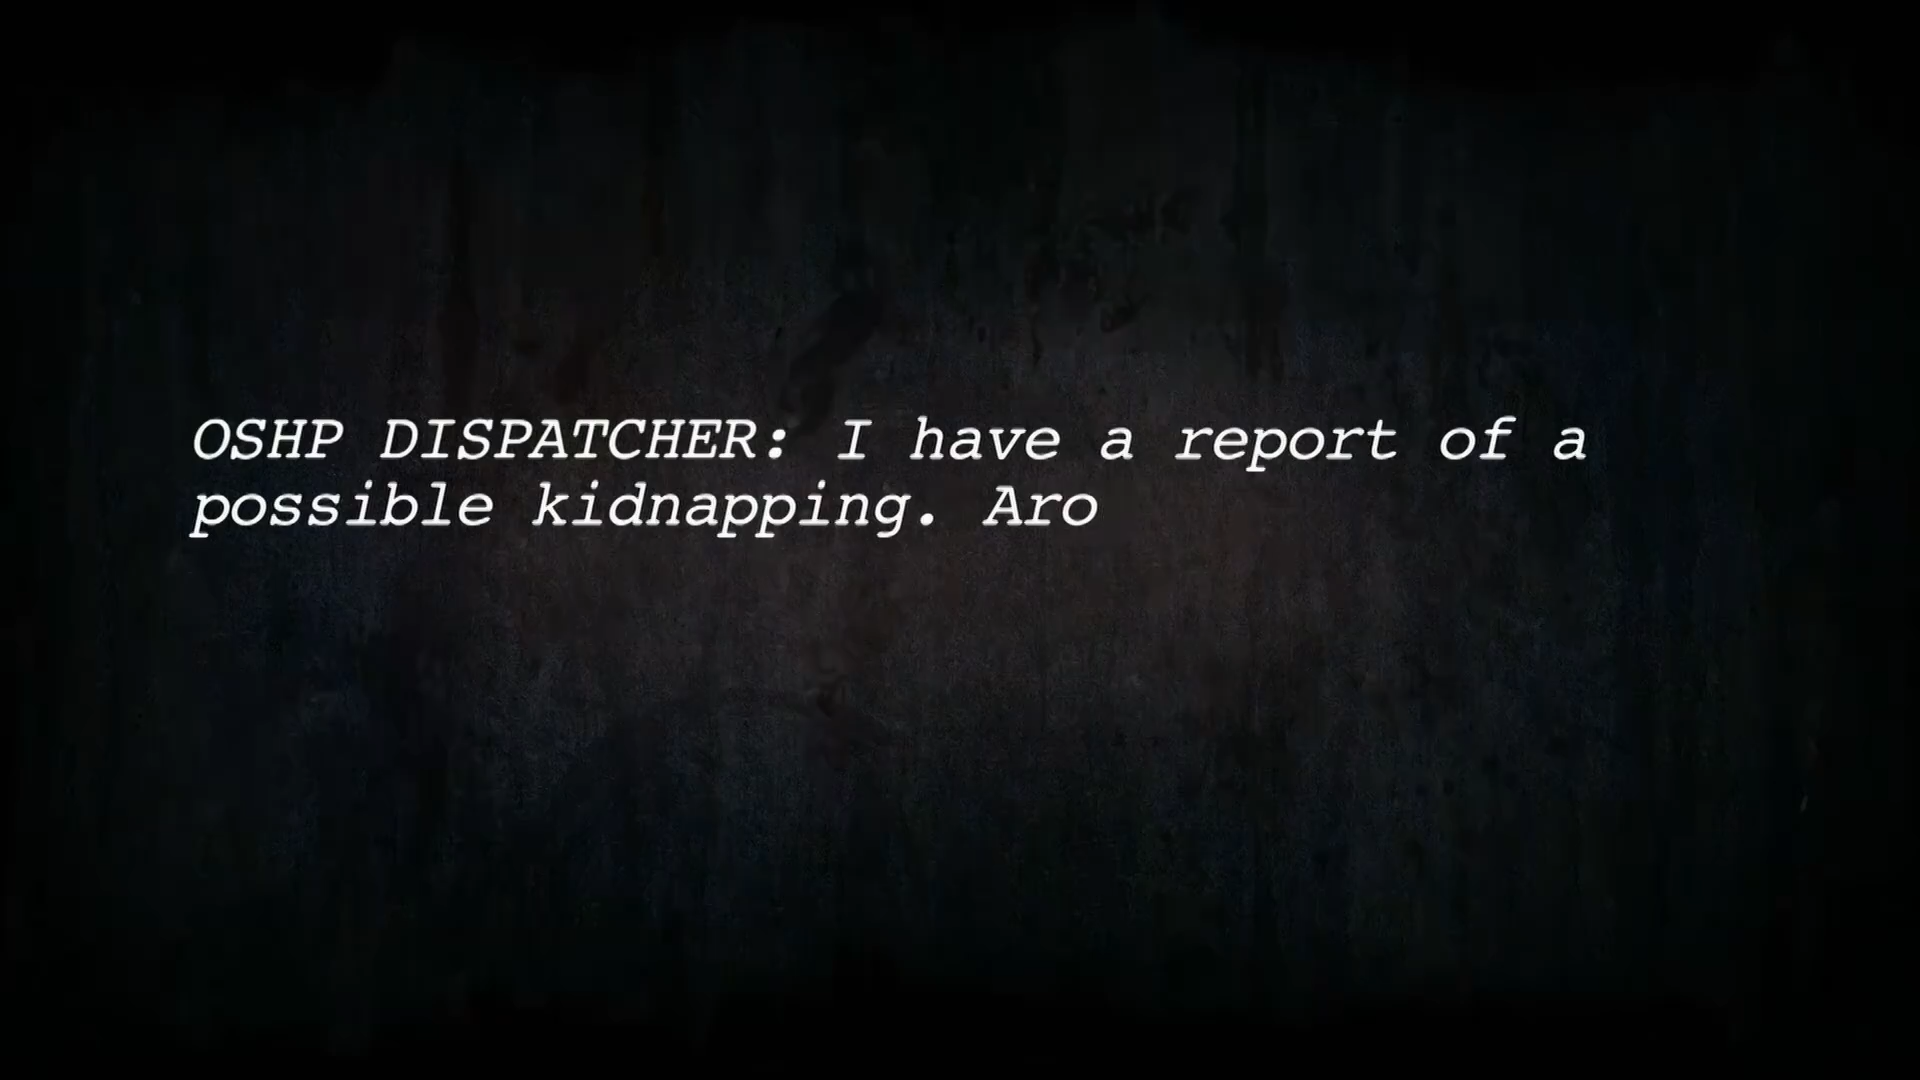 OSHP DISPATCHER: I have a report of a
possible kidnapping. Aro